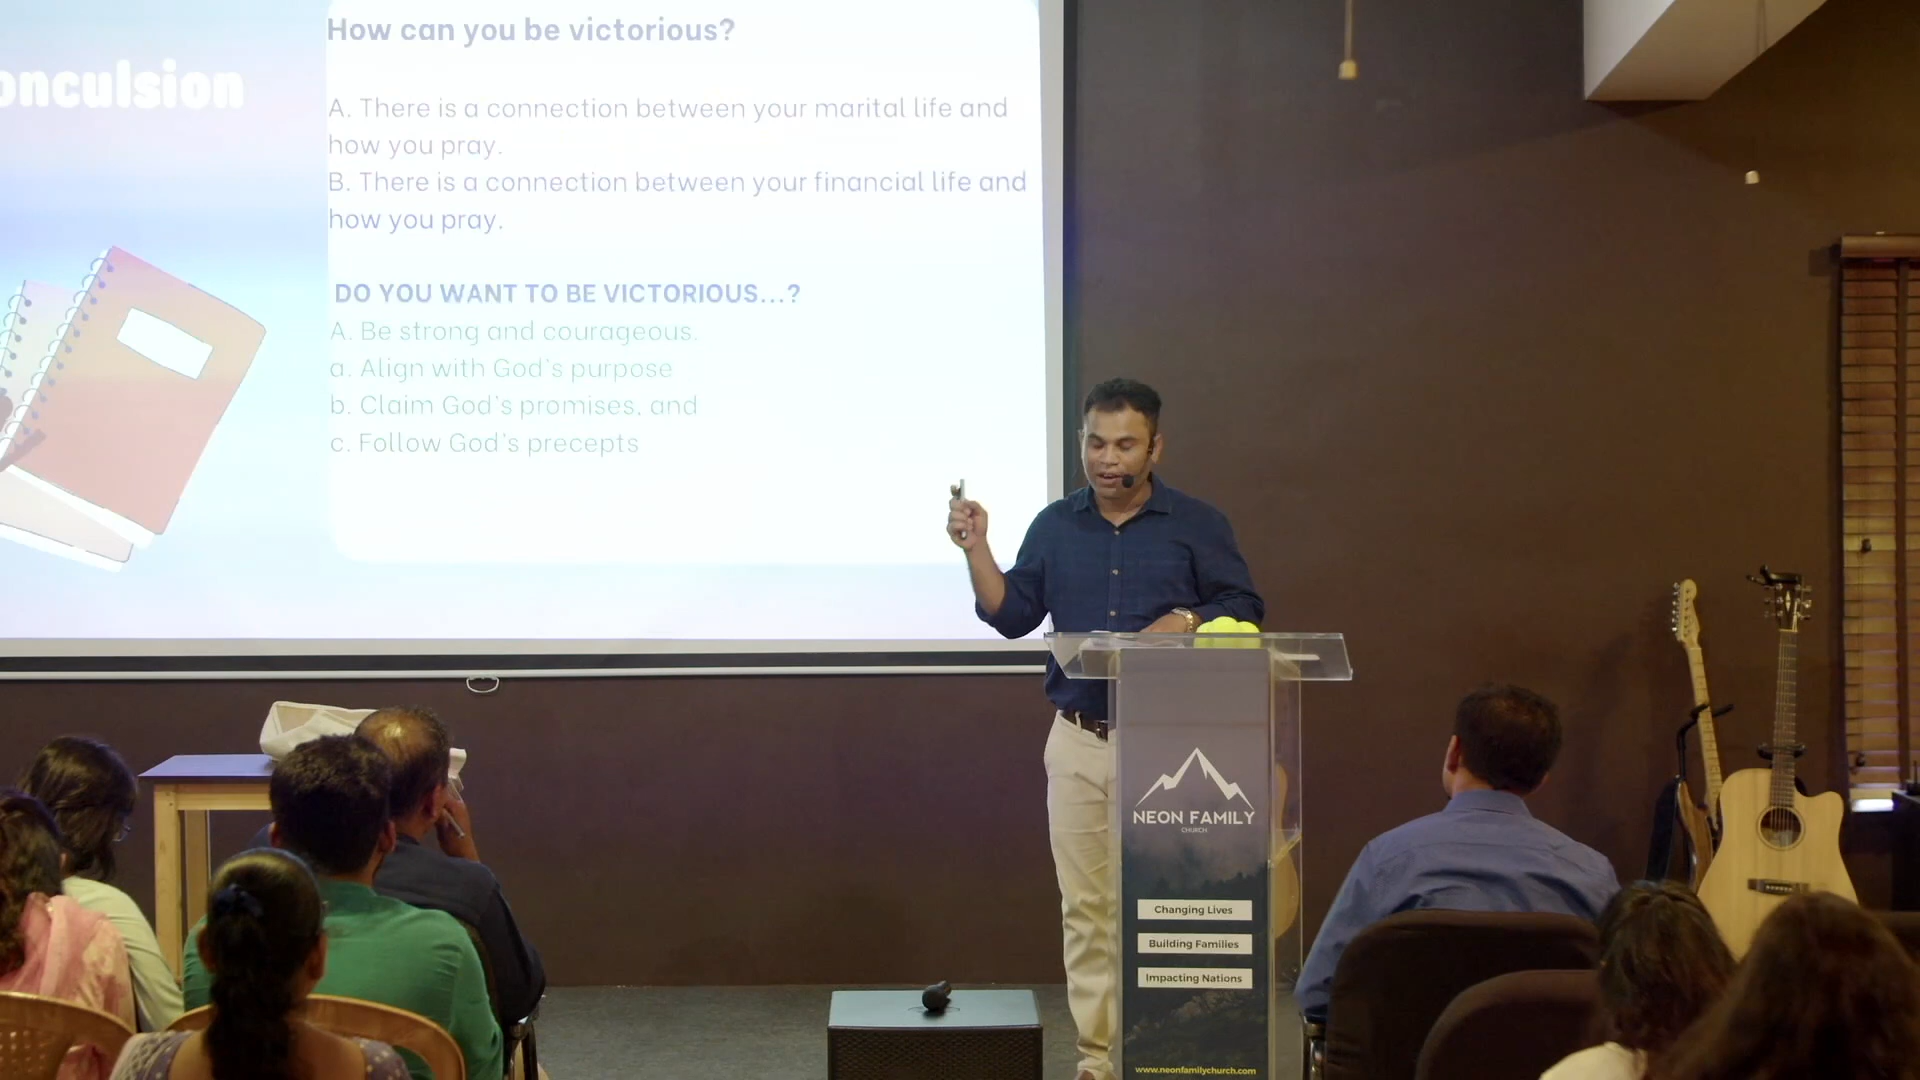 onculsion
How can you be victorious?
A. There is a connection between your marital life and
how you pray.
B. There is a connection between your financial life and
how you pray.
DO YOU WANT TO BE VICTORIOUS...?
A. Be strong and courageous.
a. Align with God's purpose
b. Claim God's promises, and
c. Follow God's precepts
NEON FAMILY
CHURCH
Changing Lives
Building Families
Impacting Nations
www.neonfamilychurch.com